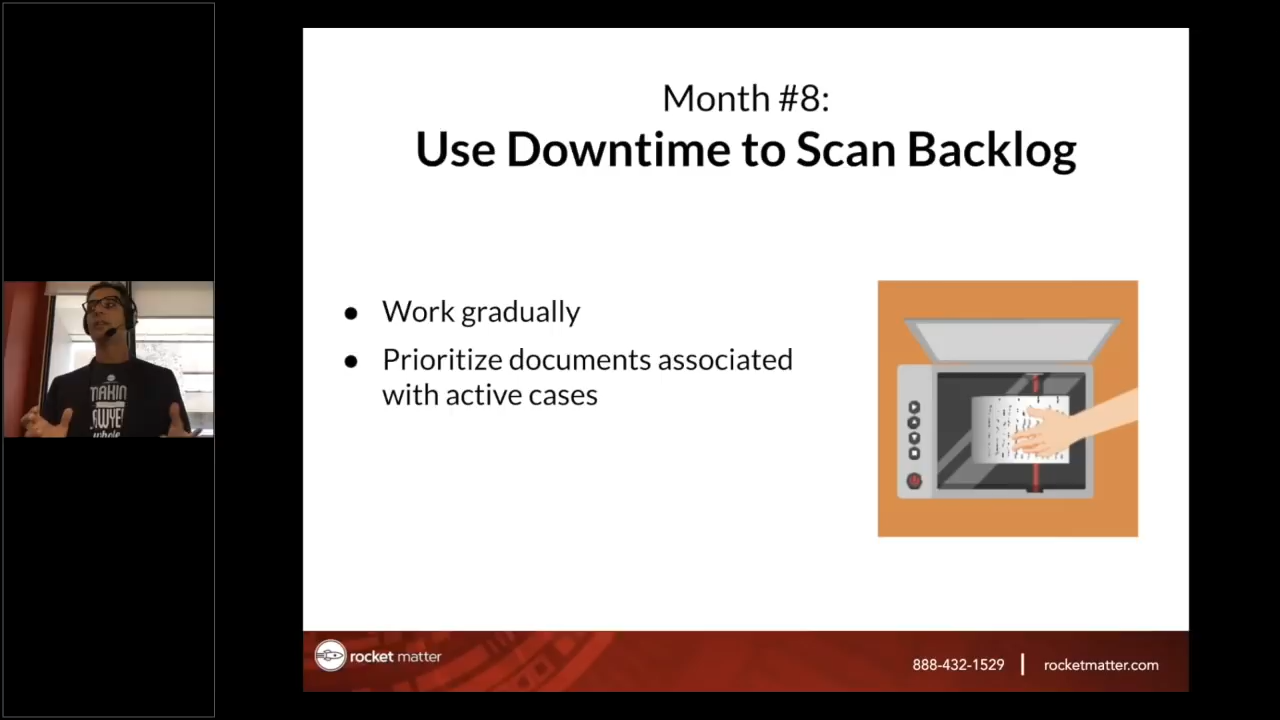 Month #8:
Use Downtime to Scan Backlog
● Work gradually
● Prioritize documents associated
with active cases
MAKIN
rocket matter
888-432-1529 | rocketmatter.com